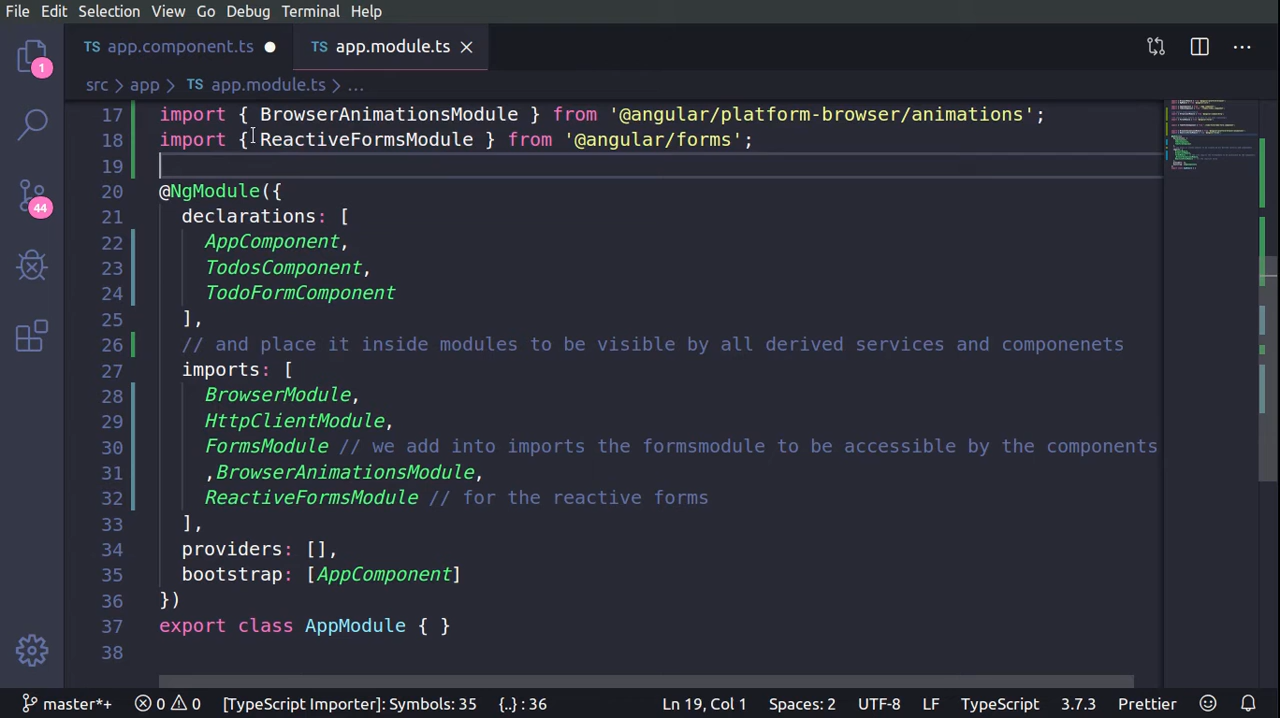 File Edit Selection View Go Debug Terminal Help
TS app.component.ts TS app.module.ts
1
src > app > TS app.module.ts > ...
17 import { BrowserAnimationsModule } from '@angular/platform-browser/animations';
18 import { ReactiveFormsModule } from '@angular/forms';
19
20 @NgModule({
44
21 declarations: [
22 AppComponent,
23 TodosComponent,
24 TodoFormComponent
25 ],
26 // and place it inside modules to be visible by all derived services and componenets
27 imports: [
28 BrowserModule,
29 HttpClientModule,
30 FormsModule // we add into imports the formsmodule to be accessible by the components
31 ,BrowserAnimationsModule,
32 ReactiveFormsModule // for the reactive forms
33 ],
34 providers: [],
35 bootstrap: [AppComponent]
36 })
37 export class AppModule { }
38
master*+ 0 0 [TypeScript Importer]: Symbols: 35 {..} : 36 Ln 19, Col 1 Spaces: 2 UTF-8 LF TypeScript 3.7.3 Prettier